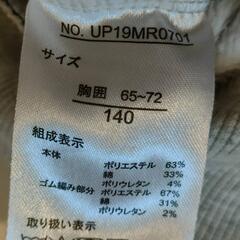 NO. UP19MR0701
サイズ
胸囲 65~72
140
組成表示
本体
ポリエステル 63%
綿 33%
ポリウレタン 4%
ゴム編み部分 ポリエステル 67%
綿 31%
ポリウレタン 2%
取り扱い表示